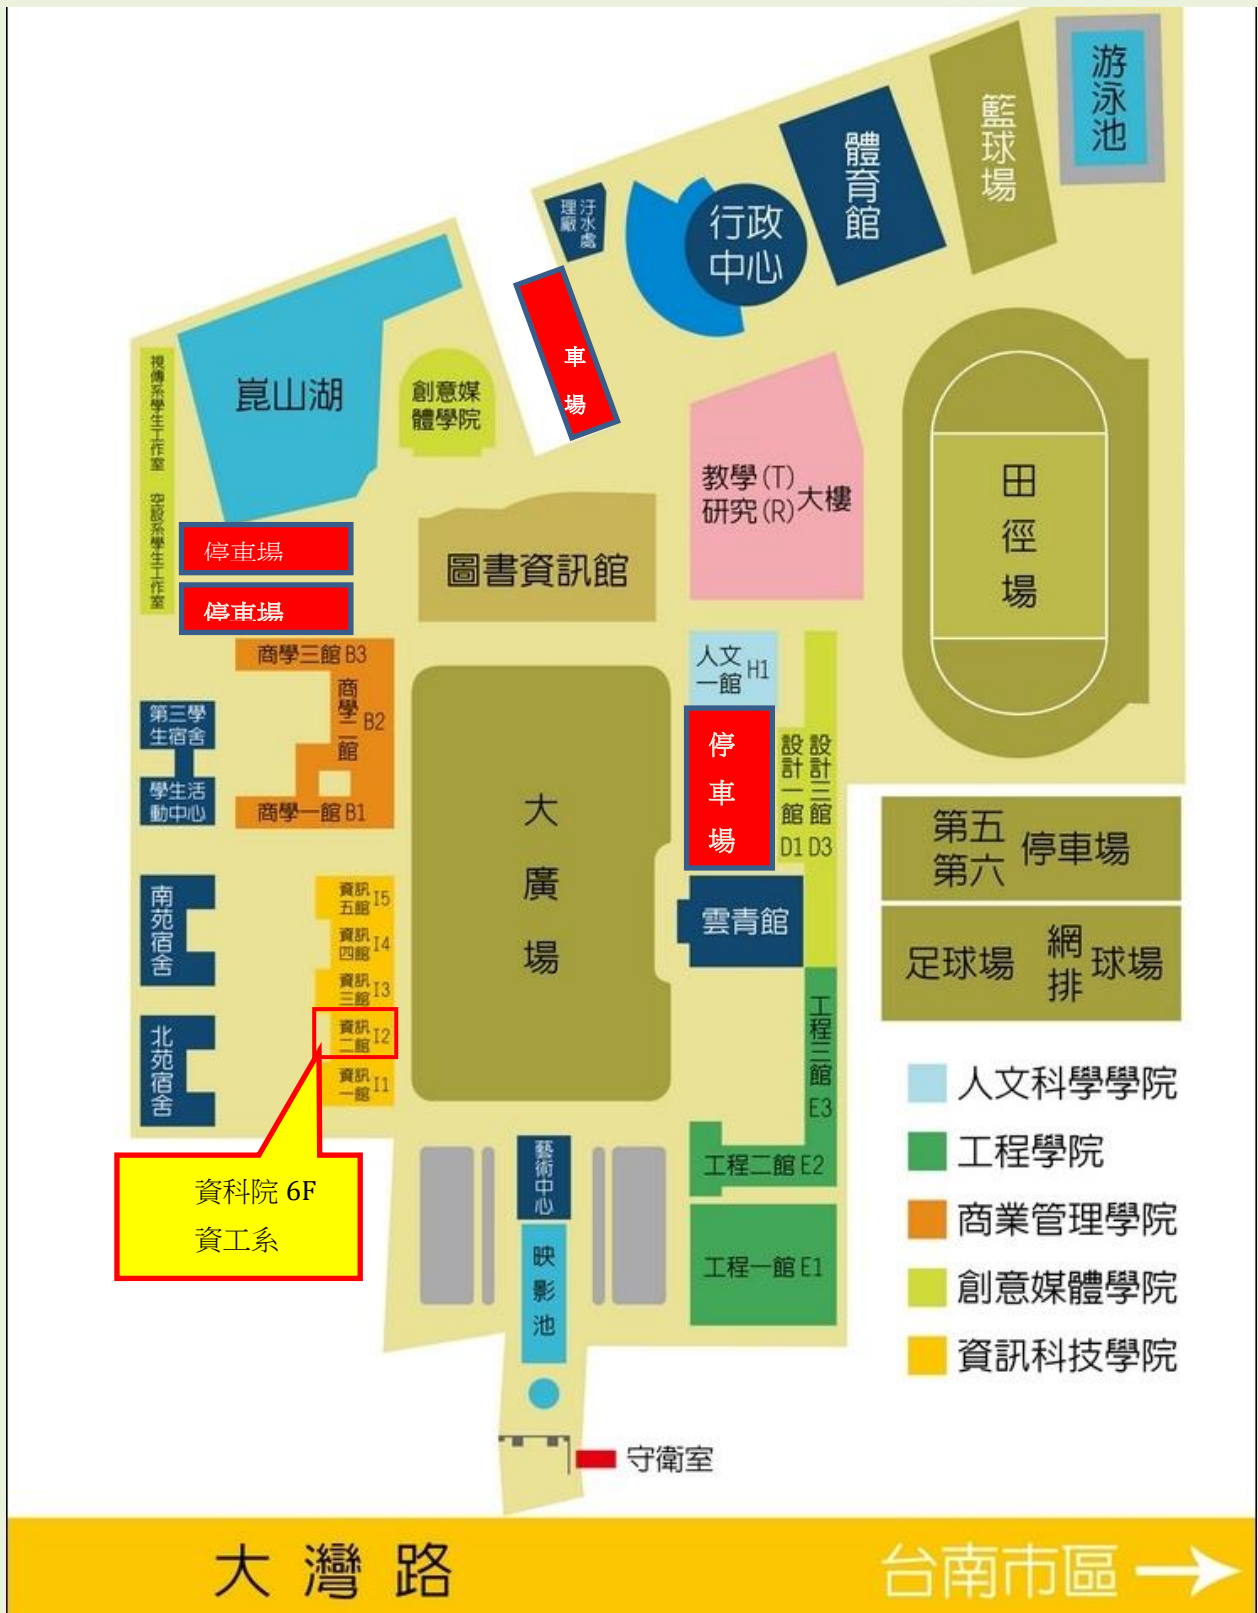 游泳池
籃球場
體育館
行政
中心
汙水處
理廠
車
場
崑山湖
創意媒
體學院
視傳系學生工作室
空設系學生工作室
教學(T)
研究(R)
大樓
田徑場
停車場
停車場
圖書資訊館
商學三館 B3
商學二館 B2
商學一館 B1
人文
一館 H1
第三學
生宿舍
學生活
動中心
停
車
場
設計一館 D1
設計三館 D3
大廣場
第五
第六
停車場
南苑宿舍
資訊
五館 I5
資訊
四館 I4
資訊
三館 I3
資訊
二館 I2
資訊
一館 I1
雲青館
足球場
網
排
球場
北苑宿舍
工程三館 E3
人文科學學院
工程學院
商業管理學院
創意媒體學院
資訊科技學院
資科院 6F
資工系
藝術中心
工程二館 E2
映影池
工程一館 E1
守衛室
大灣路
台南市區